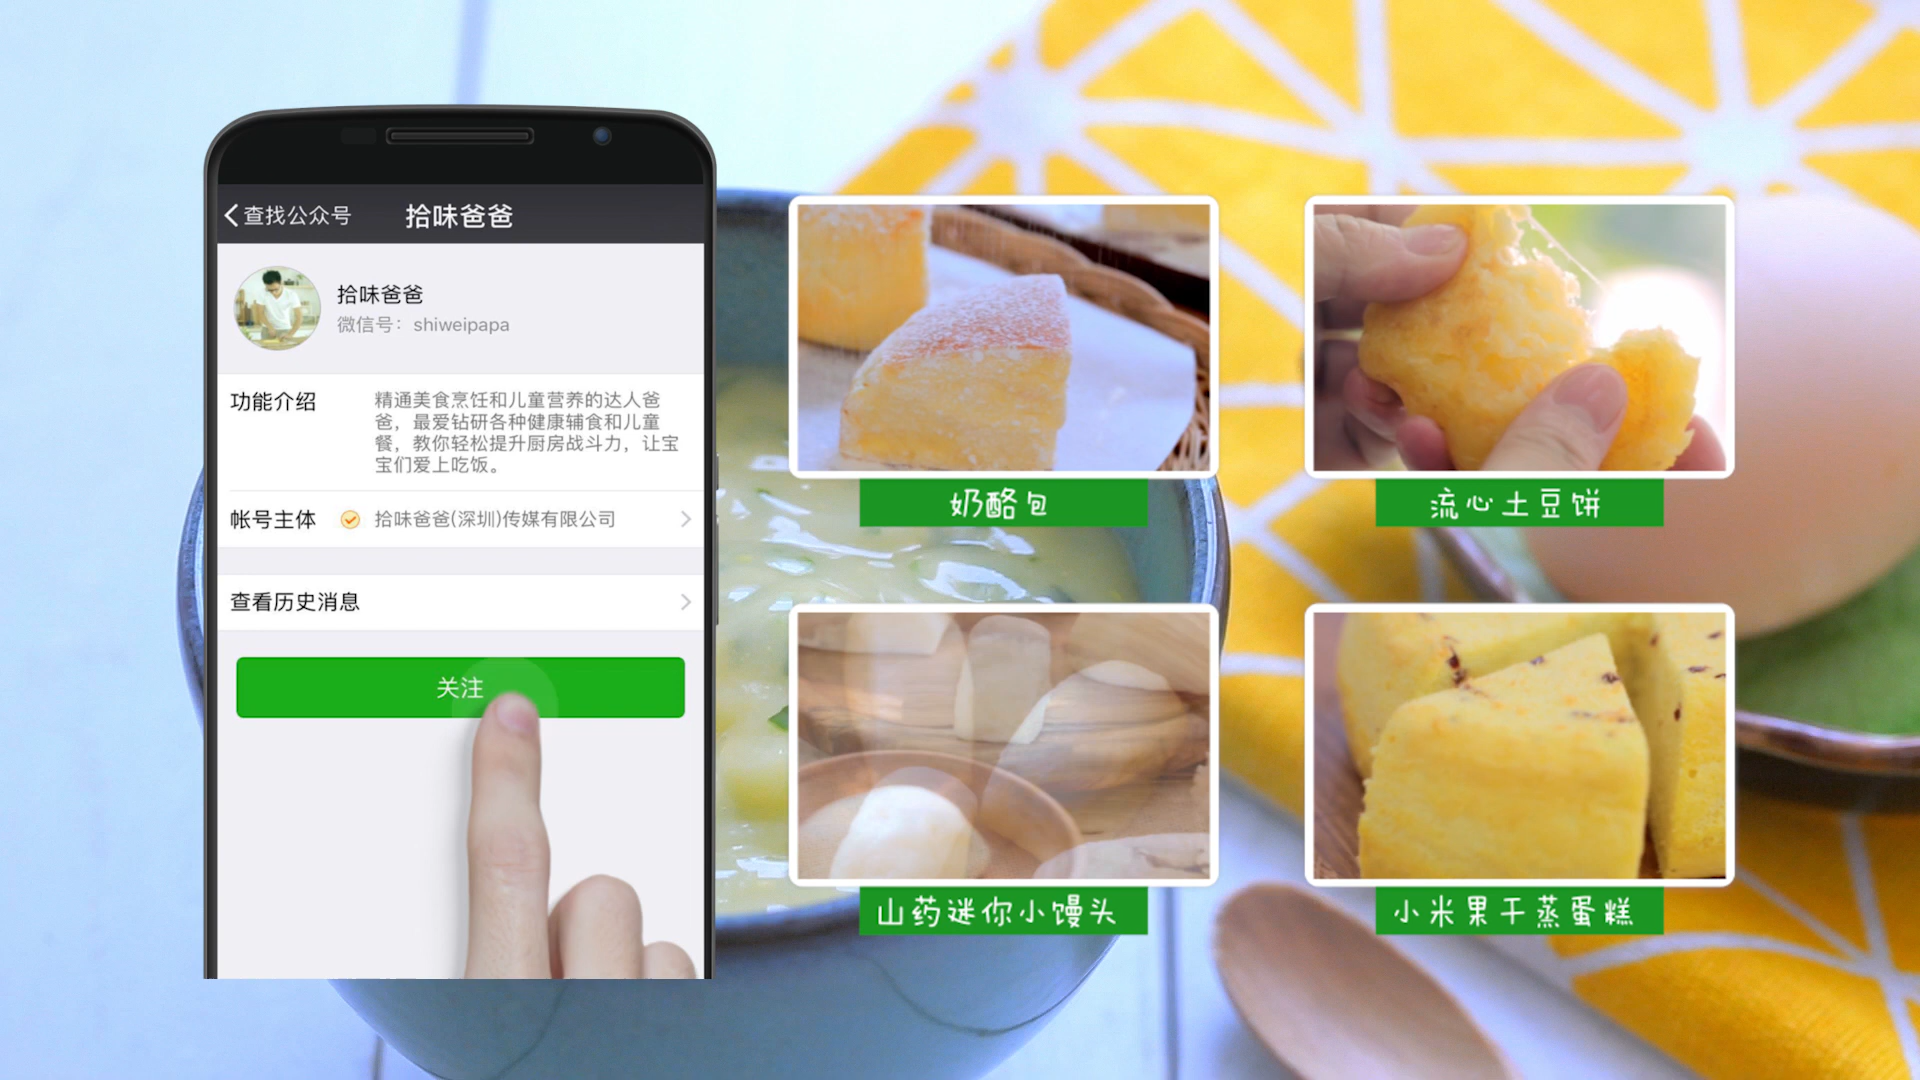 查找公众号
拾味爸爸
拾味爸爸
微信号：shiweipapa
功能介绍
精通美食烹饪和儿童营养的达人爸
爸，最爱钻研各种健康辅食和儿童
餐，教你轻松提升厨房战斗力，让宝
宝们爱上吃饭。
帐号主体
拾味爸爸(深圳)传媒有限公司
查看历史消息
关注
奶酪包
流心土豆饼
山药迷你小馒头
小米果干蒸蛋糕